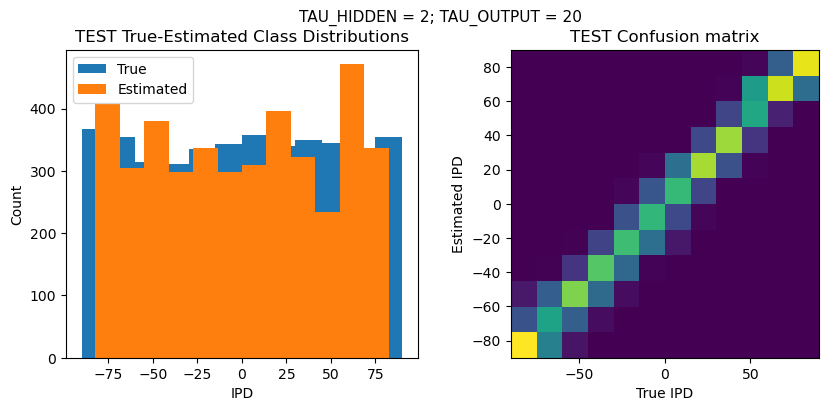 TAU_HIDDEN = 2; TAU_OUTPUT = 20
TEST True-Estimated Class Distributions
True
Estimated
400
300
200
100
0
Count
−75
−50
−25
0
25
50
75
IPD
TEST Confusion matrix
80
60
40
20
0
−20
−40
−60
−80
Estimated IPD
−50
0
50
True IPD